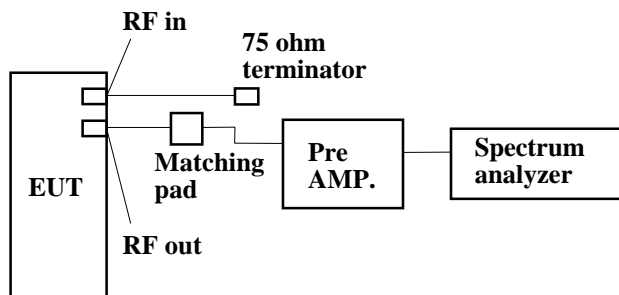 RF in
75 ohm
terminator
EUT
Matching
pad
Pre
AMP.
Spectrum
analyzer
RF out